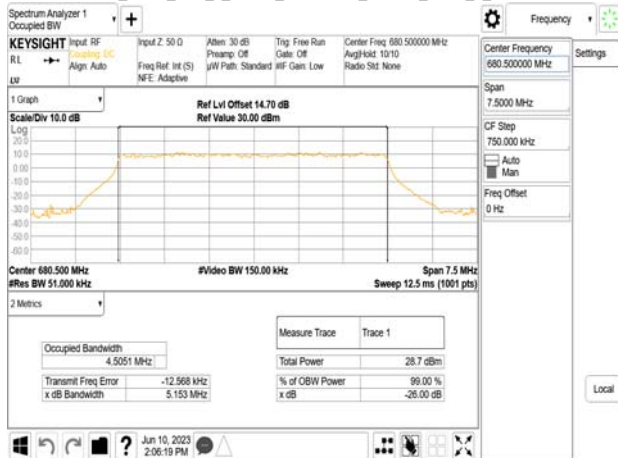 Spectrum Analyzer 1
Occupied BW
+
Frequency
KEYSIGHT
Input: RF
Input Z: 50 Ω
Atten: 30 dB
Trig: Free Run
Center Freq: 680.500000 MHz
RL
Coupling: DC
Preamp: Off
Gate: Off
Avg|Hold: 10/10
Align: Auto
Freq Ref: Int (S)
µW Path: Standard
#IF Gain: Low
Radio Std: None
NFE: Adaptive
Center Frequency
680.500000 MHz
Settings
Span
7.5000 MHz
CF Step
750.000 kHz
Auto
Man
Freq Offset
0 Hz
Local
1 Graph
Ref Lvl Offset 14.70 dB
Scale/Div 10.0 dB
Ref Value 30.00 dBm
Log
20.0
10.0
0.00
-10.0
-20.0
-30.0
-40.0
-50.0
-60.0
Center 680.500 MHz
#Video BW 150.00 kHz
Span 7.5 MHz
#Res BW 51.000 kHz
Sweep 12.5 ms (1001 pts)
2 Metrics
Measure Trace
Trace 1
Occupied Bandwidth
4.5051 MHz
Total Power
28.7 dBm
Transmit Freq Error
-12.568 kHz
% of OBW Power
99.00 %
x dB Bandwidth
5.153 MHz
x dB
-26.00 dB
?
Jun 10, 2023
2:06:19 PM